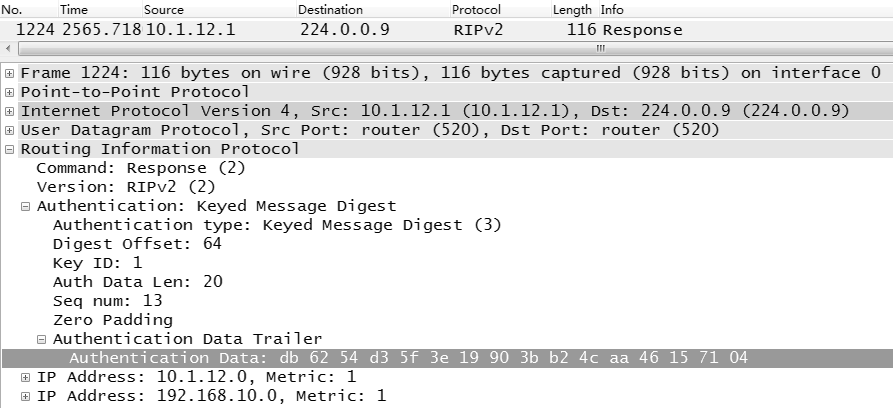 No. Time Source Destination Protocol Length Info
1224 2565.718 10.1.12.1 224.0.0.9 RIPv2 116 Response
Frame 1224: 116 bytes on wire (928 bits), 116 bytes captured (928 bits) on interface 0
Point-to-Point Protocol
Internet Protocol Version 4, Src: 10.1.12.1 (10.1.12.1), Dst: 224.0.0.9 (224.0.0.9)
User Datagram Protocol, Src Port: router (520), Dst Port: router (520)
Routing Information Protocol
Command: Response (2)
Version: RIPv2 (2)
Authentication: Keyed Message Digest
Authentication type: Keyed Message Digest (3)
Digest Offset: 64
Key ID: 1
Auth Data Len: 20
Seq num: 13
Zero Padding
Authentication Data Trailer
Authentication Data: db 62 54 d3 5f 3e 19 90 3b b2 4c aa 46 15 71 04
IP Address: 10.1.12.0, Metric: 1
IP Address: 192.168.10.0, Metric: 1